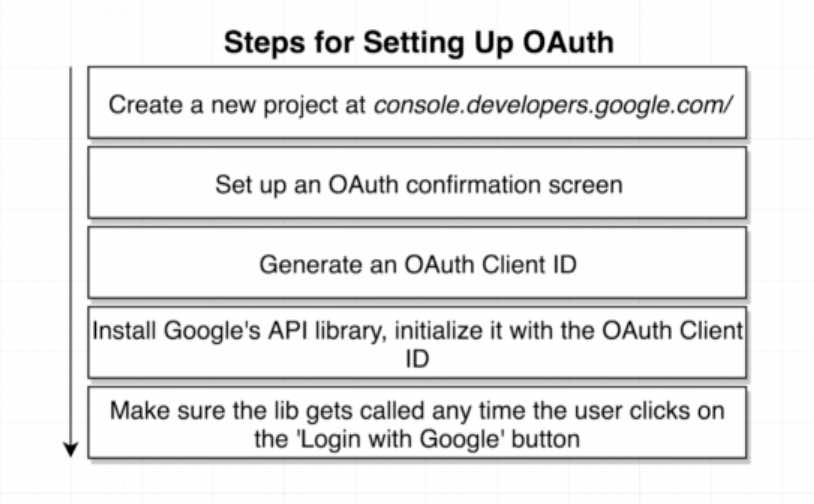 Steps for Setting Up OAuth
Create a new project at console.developers.google.com/
Set up an OAuth confirmation screen
Generate an OAuth Client ID
Install Google's API library, initialize it with the OAuth Client
ID
Make sure the lib gets called any time the user clicks on
the 'Login with Google' button